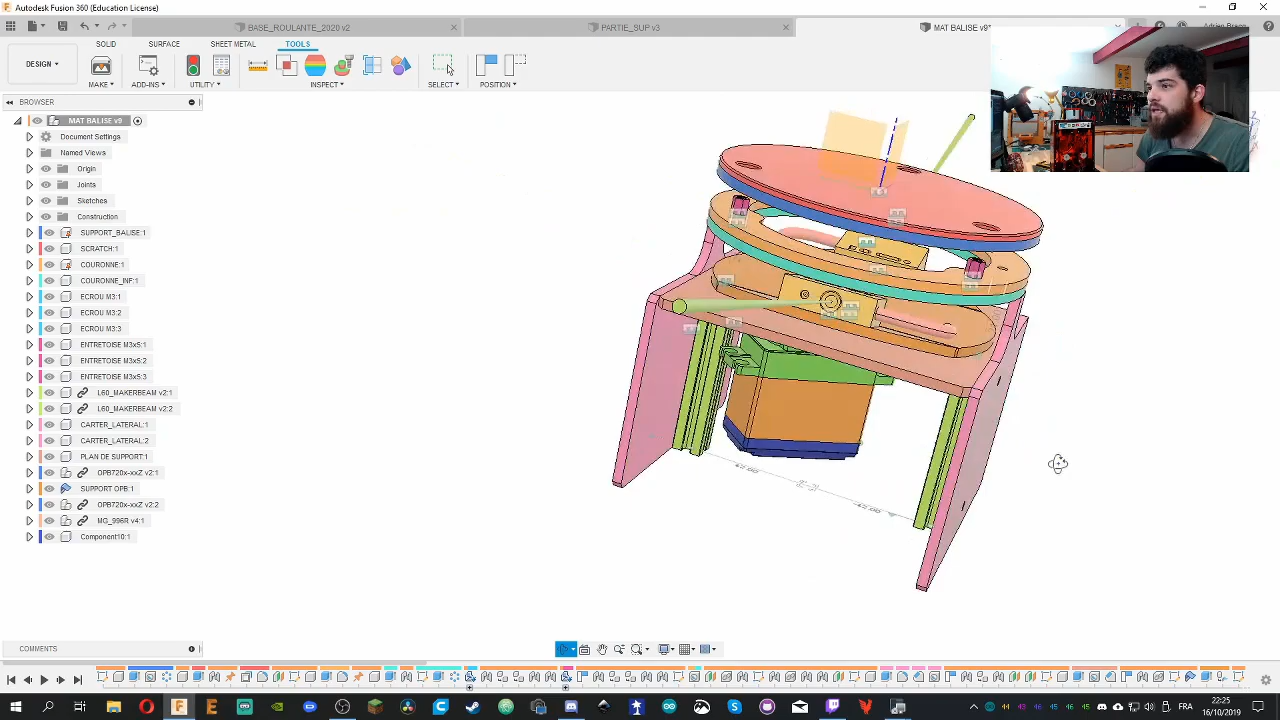 Autodesk Fusion 360 (Education License)
BASE_ROULANTE_2020 v2
PARTIE_SUP v3
MAT BALISE v9
SOLID
SURFACE
SHEET METAL
TOOLS
DESIGN
MAKE
ADD-INS
UTILITY
INSPECT
SELECT
POSITION
BROWSER
MAT BALISE v9
Document Settings
Named Views
Origin
Joints
Sketches
Construction
SUPPORT_BALISE:1
SCRATCH:1
COURONNE:1
COURONNE_INF:1
ECROU M3:1
ECROU M3:2
ECROU M3:3
ENTRETOISE M3x5:1
ENTRETOISE M3x5:2
ENTRETOISE M3x5:3
L60_MAKERBEAM v2:1
L60_MAKERBEAM v2:2
CARTER_LATERAL:1
CARTER_LATERAL:2
PLAN DE SUPPORT:1
OPB720x-xxZ v2:1
SUPPORT OPB:1
OPB720x-xxZ v2:2
MG_996R v4:1
Component10:1
COMMENTS
FRA
22:25
16/10/2019